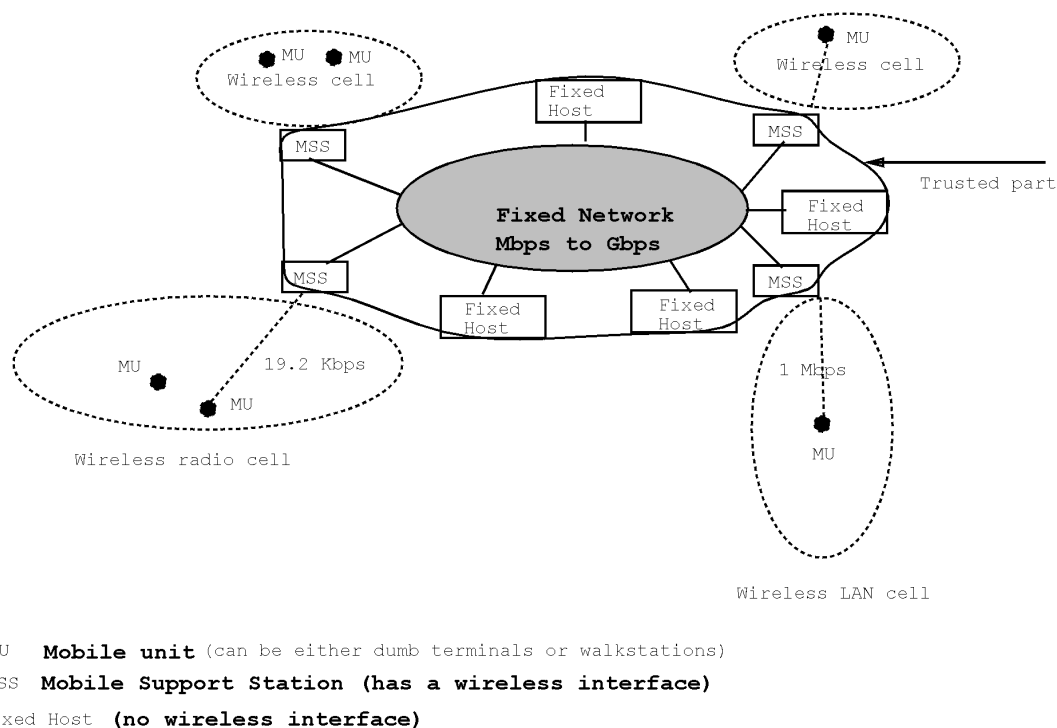 MU
MU
Wireless cell
MU
Wireless cell
Fixed
Host
MSS
MSS
Trusted part
Fixed Network
Mbps to Gbps
Fixed
Host
MSS
MSS
Fixed
Host
Fixed
Host
MU
19.2 Kbps
MU
1 Mbps
MU
Wireless radio cell
Wireless LAN cell
U Mobile unit (can be either dumb terminals or walkstations)
SS Mobile Support Station (has a wireless interface)
xed Host (no wireless interface)